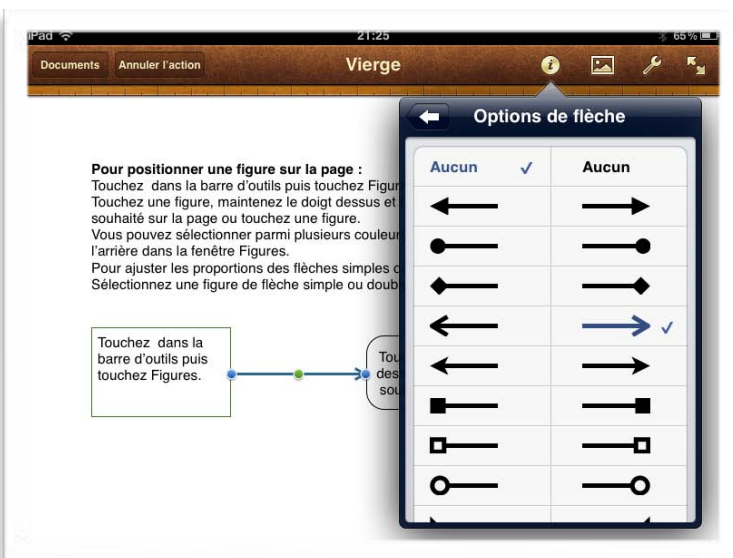 iPad 21:25 65%
Documents Annuler l'action Vierge
Options de flèche
Aucun Aucun
Pour positionner une figure sur la page :
Touchez dans la barre d'outils puis touchez Figur
Touchez une figure, maintenez le doigt dessus et
souhaité sur la page ou touchez une figure.
Vous pouvez sélectionner parmi plusieurs couleur
l'arrière dans la fenêtre Figures.
Pour ajuster les proportions des flèches simples o
Sélectionnez une figure de flèche simple ou doub
Touchez dans la
barre d'outils puis
touchez Figures.
Tou
des
sou